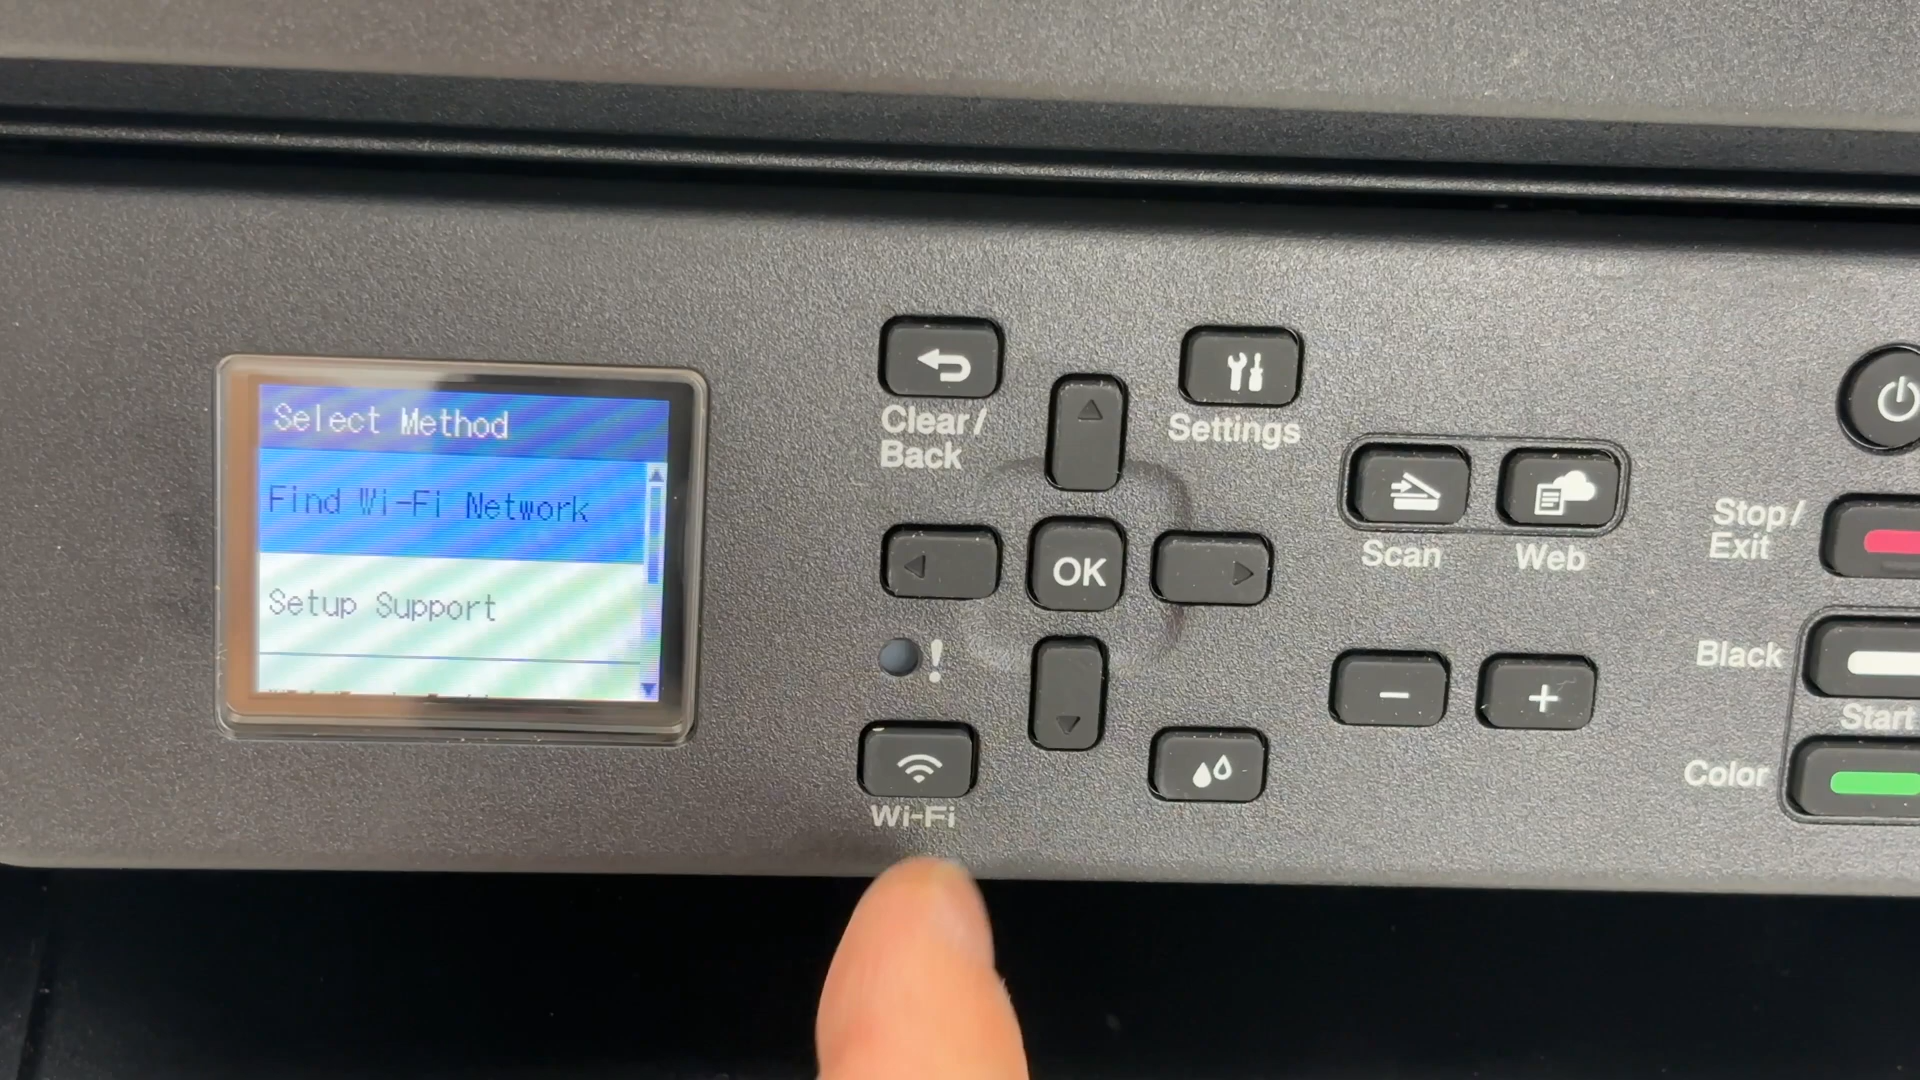 Select Method
Find Wi-Fi Network
Setup Support
Clear/
Back
Settings
OK
!
Wi-Fi
Scan
Web
Stop/
Exit
Black
Start
Color